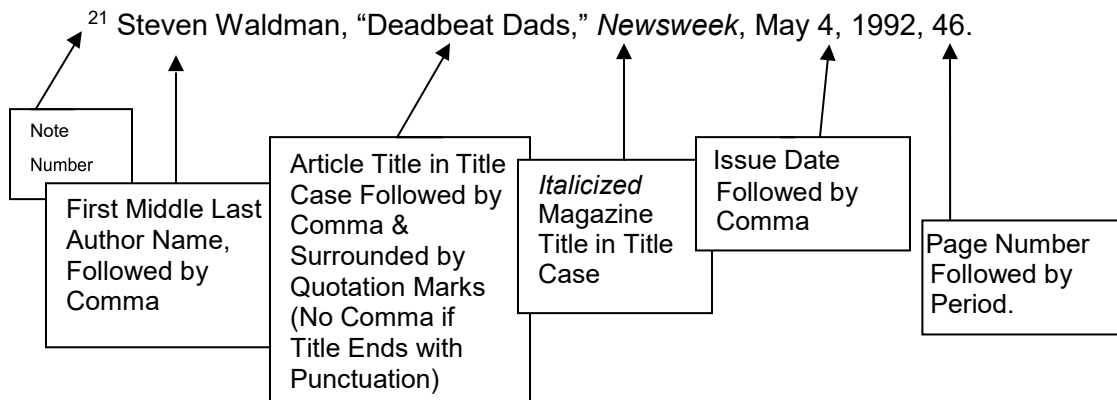 21 Steven Waldman, “Deadbeat Dads,” Newsweek, May 4, 1992, 46.
Note
Number
First Middle Last
Author Name,
Followed by
Comma
Article Title in Title
Case Followed by
Comma &
Surrounded by
Quotation Marks
(No Comma if
Title Ends with
Punctuation)
Italicized
Magazine
Title in Title
Case
Issue Date
Followed by
Comma
Page Number
Followed by
Period.